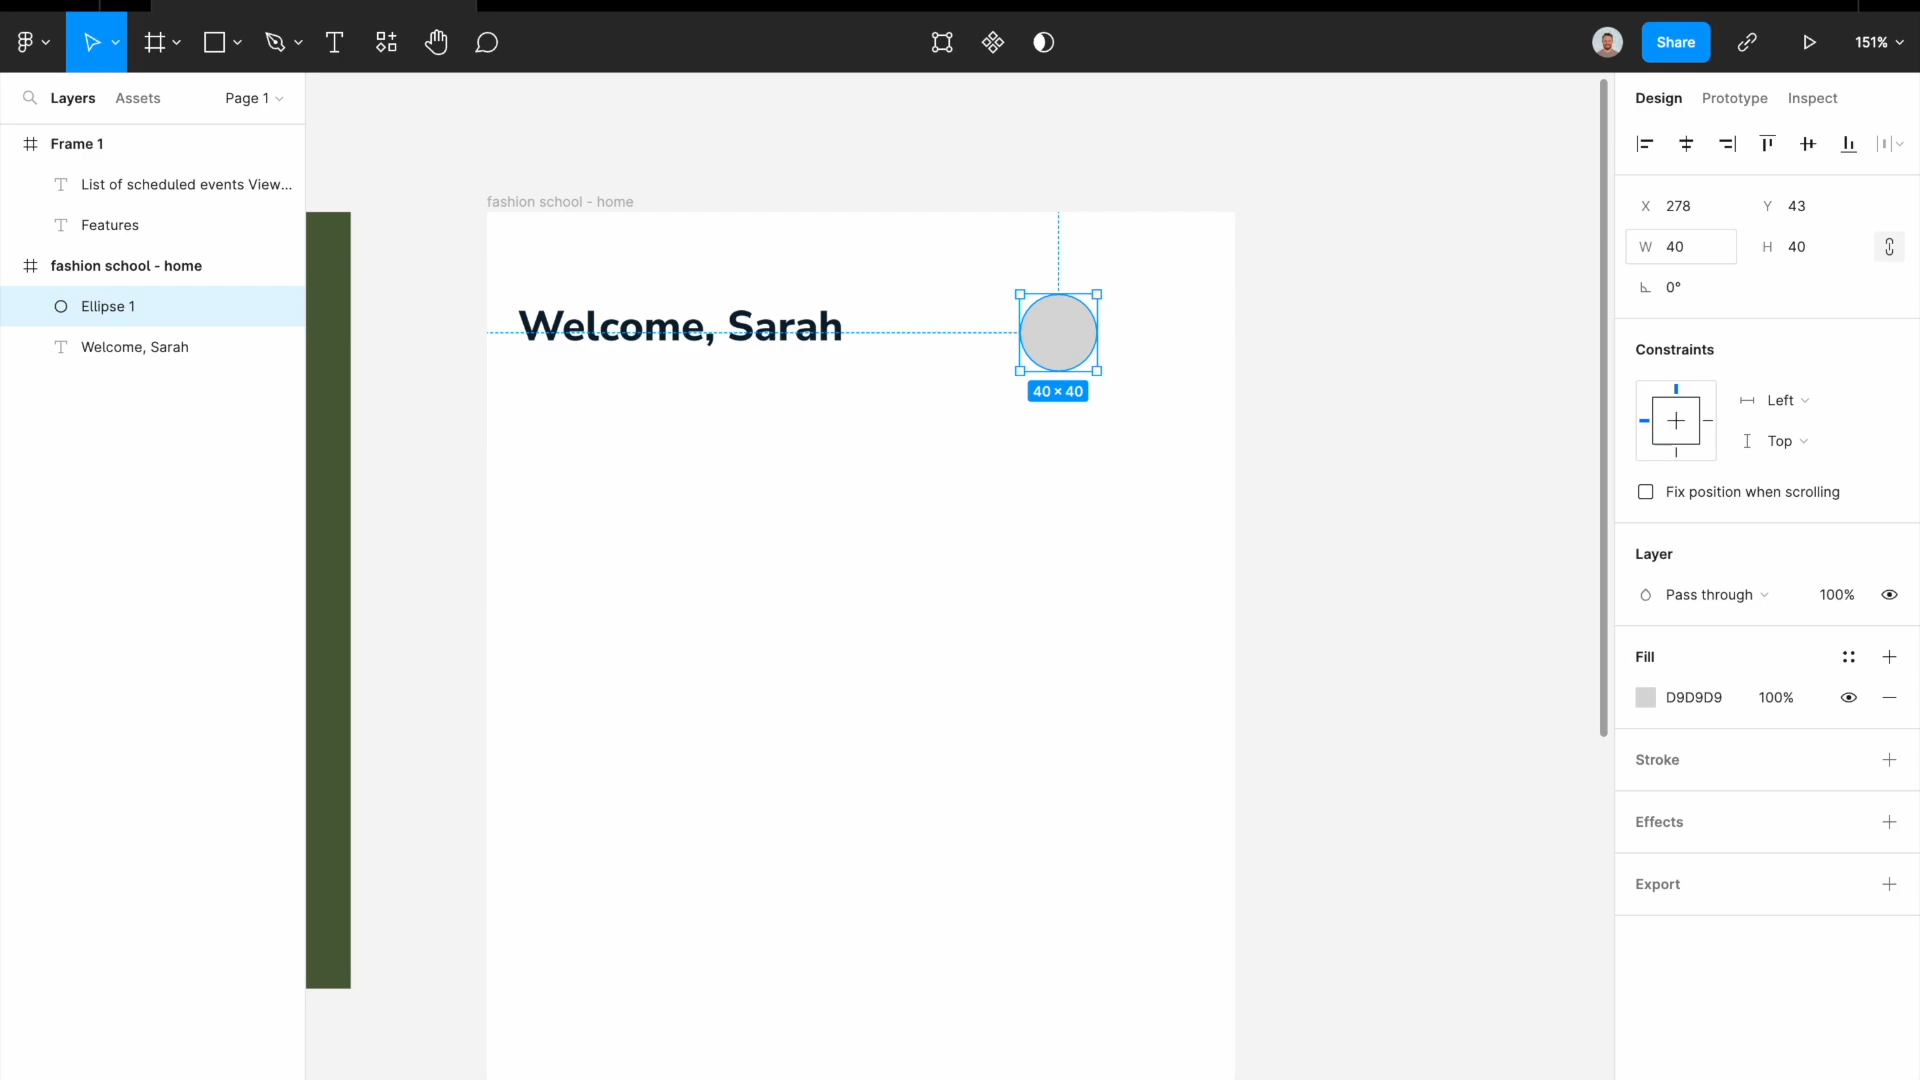 Share
151%
Layers
Assets
Page 1
Design
Prototype
Inspect
Frame 1
List of scheduled events View...
Features
fashion school - home
Ellipse 1
Welcome, Sarah
fashion school - home
Welcome, Sarah
40 × 40
X 278
Y 43
W 40
H 40
0°
Constraints
Left
Top
Fix position when scrolling
Layer
Pass through
100%
Fill
D9D9D9
100%
Stroke
Effects
Export